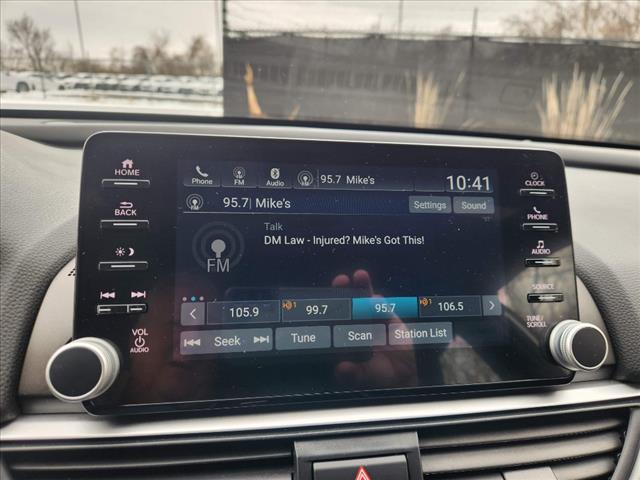 HOME
BACK
VOL
AUDIO
Phone
FM
Audio
95.7 Mike's
10:41
95.7 Mike's
Settings
Sound
Talk
DM Law - Injured? Mike's Got This!
FM
105.9
99.7
95.7
106.5
Seek
Tune
Scan
Station List
CLOCK
PHONE
AUDIO
SOURCE
TUNE/
SCROLL